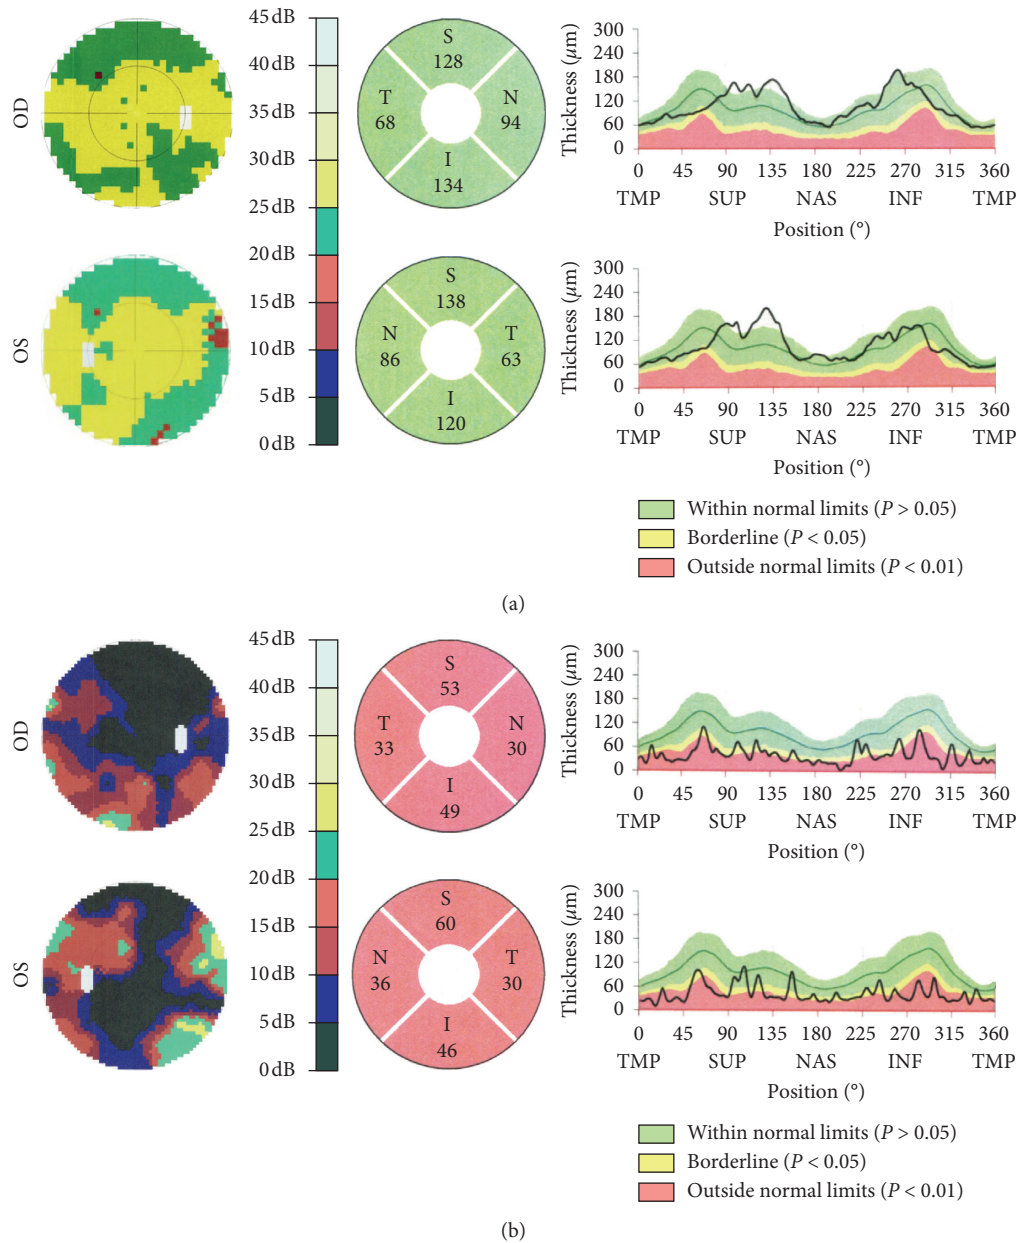 OD
45 dB
40 dB
35 dB
30 dB
25 dB
20 dB
15 dB
10 dB
5 dB
0 dB
S
128
T
68
N
94
I
134
Thickness (μm)
300
240
180
120
60
0
0 45 90 135 180 225 270 315 360
TMP SUP NAS INF TMP
Position (°)
OS
S
138
N
86
T
63
I
120
Thickness (μm)
300
240
180
120
60
0
0 45 90 135 180 225 270 315 360
TMP SUP NAS INF TMP
Position (°)
Within normal limits (P > 0.05)
Borderline (P < 0.05)
Outside normal limits (P < 0.01)
(a)
OD
45 dB
40 dB
35 dB
30 dB
25 dB
20 dB
15 dB
10 dB
5 dB
0 dB
S
53
T
33
N
30
I
49
Thickness (μm)
300
240
180
120
60
0
0 45 90 135 180 225 270 315 360
TMP SUP NAS INF TMP
Position (°)
OS
S
60
N
36
T
30
I
46
Thickness (μm)
300
240
180
120
60
0
0 45 90 135 180 225 270 315 360
TMP SUP NAS INF TMP
Position (°)
Within normal limits (P > 0.05)
Borderline (P < 0.05)
Outside normal limits (P < 0.01)
(b)